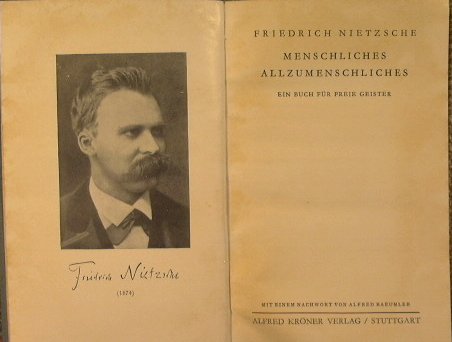 Friedrich Nietzsche
(1874)
FRIEDRICH NIETZSCHE
MENSCHLICHES
ALLZUMENSCHLICHES
EIN BUCH FÜR FREIE GEISTER
MIT EINEM NACHWORT VON ALFRED BAEUMLER
ALFRED KRÖNER VERLAG / STUTTGART